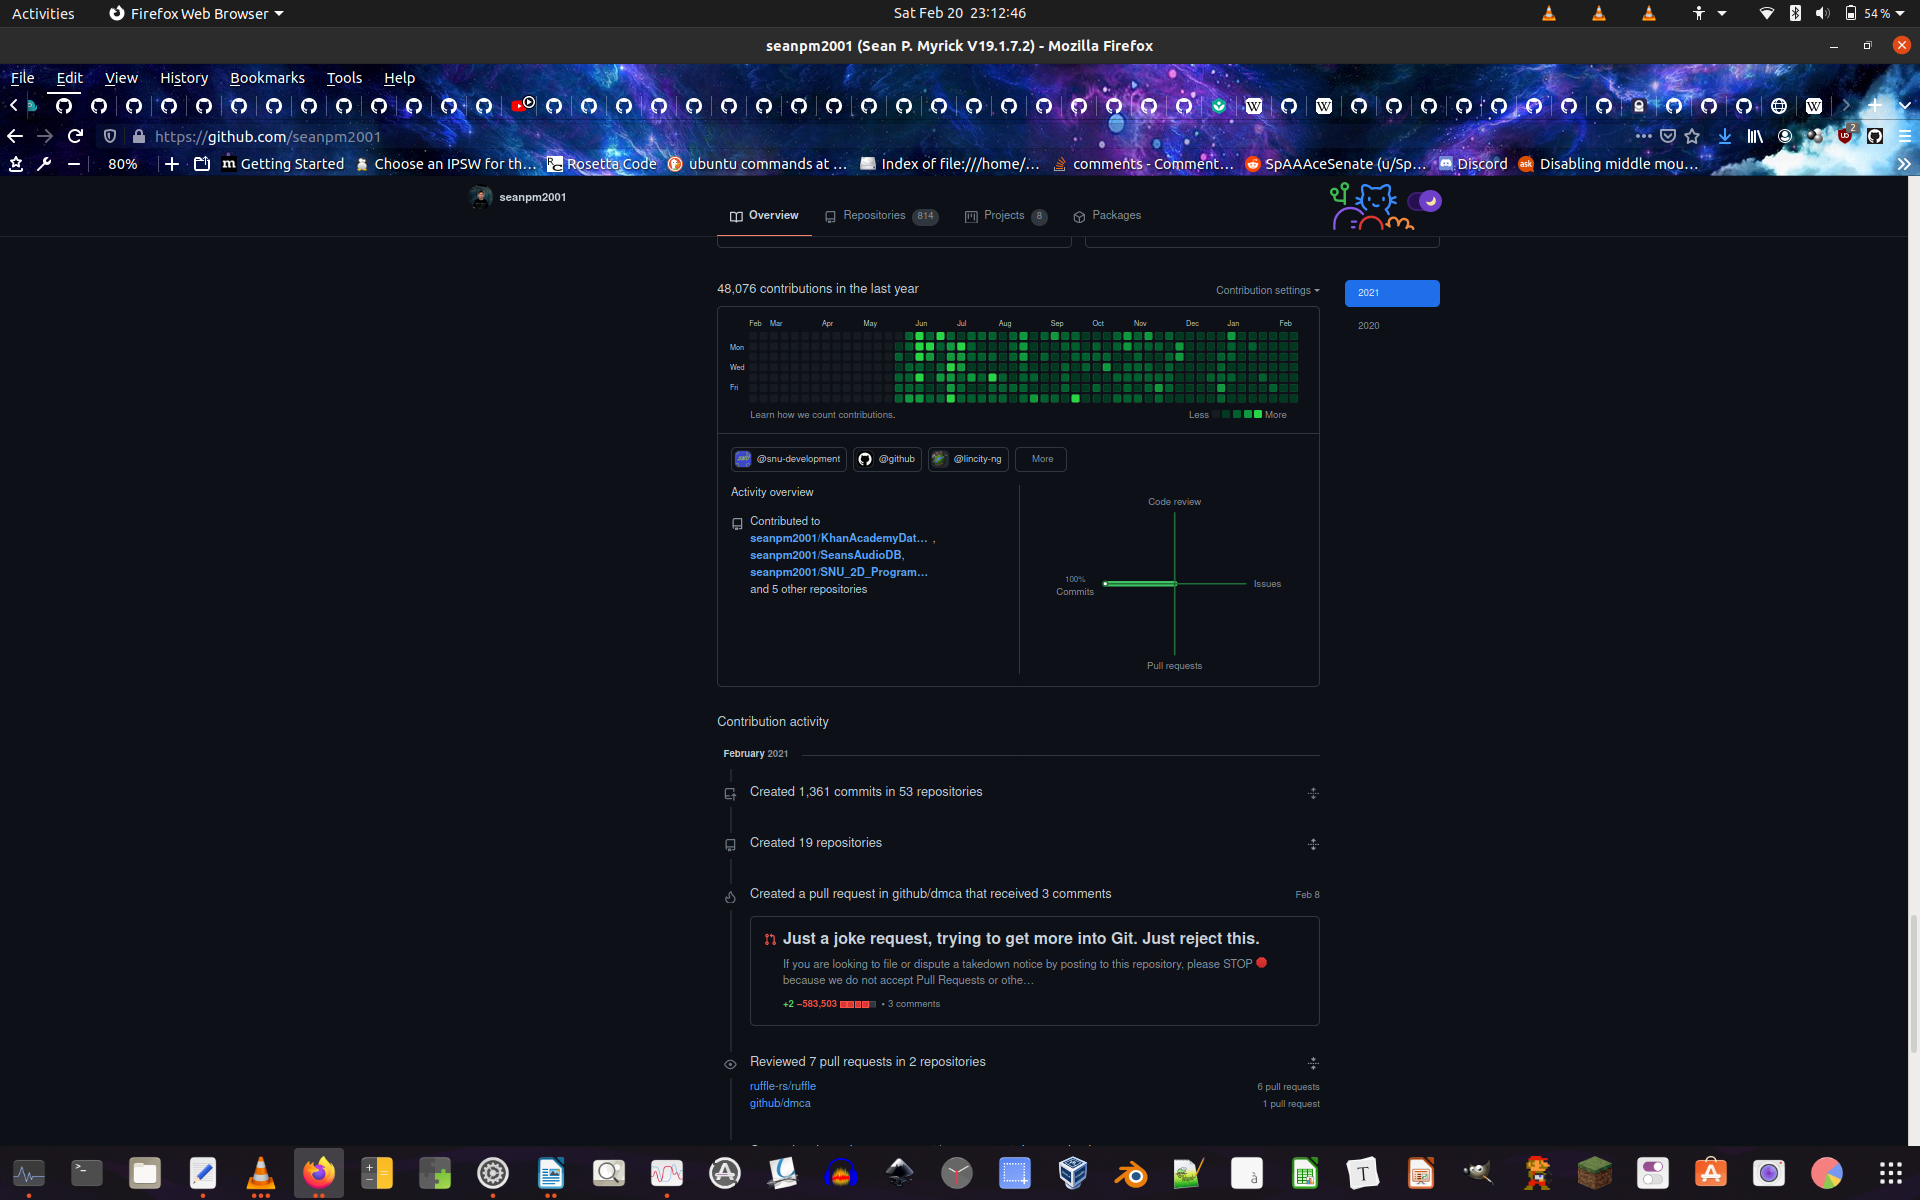 Activities
Firefox Web Browser
Sat Feb 20 23:12:46
54 %
seanpm2001 (Sean P. Myrick V19.1.7.2) - Mozilla Firefox
File Edit View History Bookmarks Tools Help
https://github.com/seanpm2001
2
80%
Getting Started
Choose an IPSW for th…
Rosetta Code
ubuntu commands at …
Index of file:///home/…
comments - Comment…
SpAAAceSenate (u/Sp…
Discord
Disabling middle mou…
seanpm2001
Overview
Repositories 814
Projects 8
Packages
48,076 contributions in the last year
Contribution settings
2021
2020
Feb Mar Apr May Jun Jul Aug Sep Oct Nov Dec Jan Feb
Mon
Wed
Fri
Learn how we count contributions.
Less More
@snu-development
@github
@lincity-ng
More
Activity overview
Contributed to
seanpm2001/KhanAcademyDat… ,
seanpm2001/SeansAudioDB,
seanpm2001/SNU_2D_Program…
and 5 other repositories
Code review
100%
Commits
Issues
Pull requests
Contribution activity
February 2021
Created 1,361 commits in 53 repositories
Created 19 repositories
Created a pull request in github/dmca that received 3 comments
Feb 8
Just a joke request, trying to get more into Git. Just reject this.
If you are looking to file or dispute a takedown notice by posting to this repository, please STOP
because we do not accept Pull Requests or othe…
+2 −583,503 • 3 comments
Reviewed 7 pull requests in 2 repositories
ruffle-rs/ruffle
6 pull requests
github/dmca
1 pull request